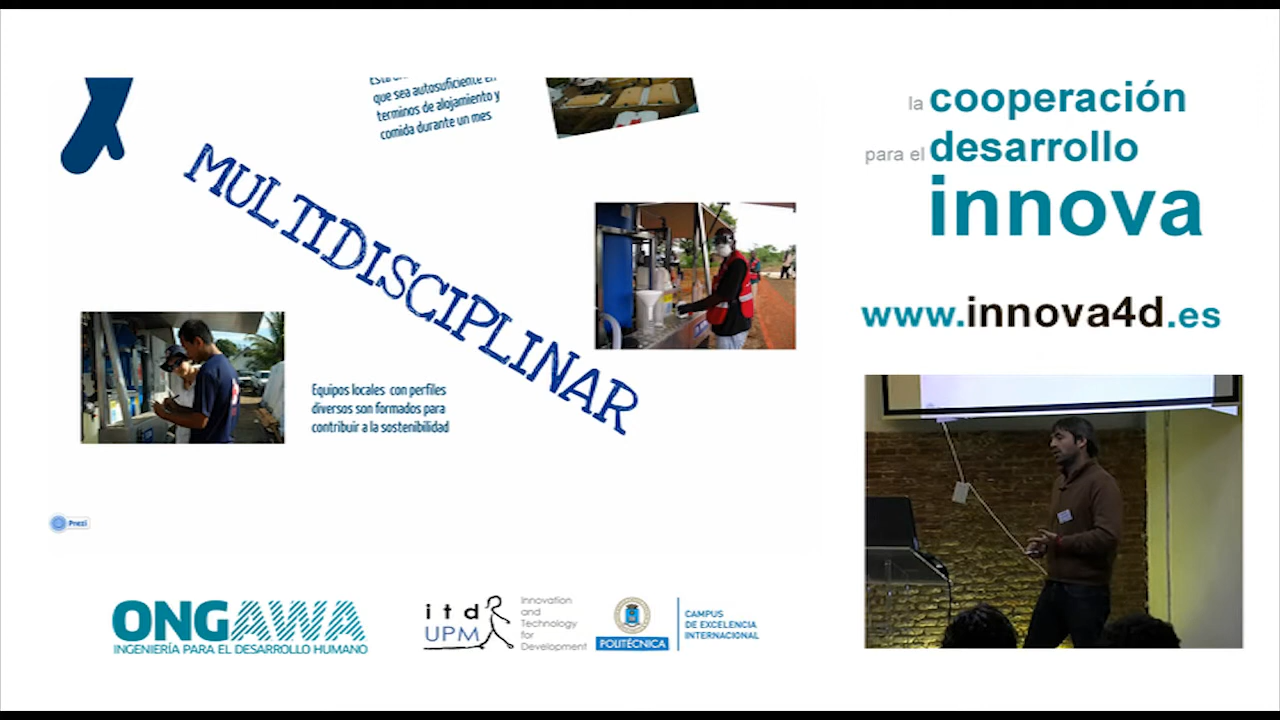 que sea autosuficiente en
terminos de alojamiento y
comida durante un mes
MULTIDISCIPLINAR
Equipos locales con perfiles
diversos son formados para
contribuir a la sostenibilidad
Prezi
la cooperación
para el desarrollo
innova
www.innova4d.es
ONGAWA
INGENIERÍA PARA EL DESARROLLO HUMANO
itd
UPM
Innovation
and
Technology
for
Development
POLITÉCNICA
CAMPUS
DE EXCELENCIA
INTERNACIONAL